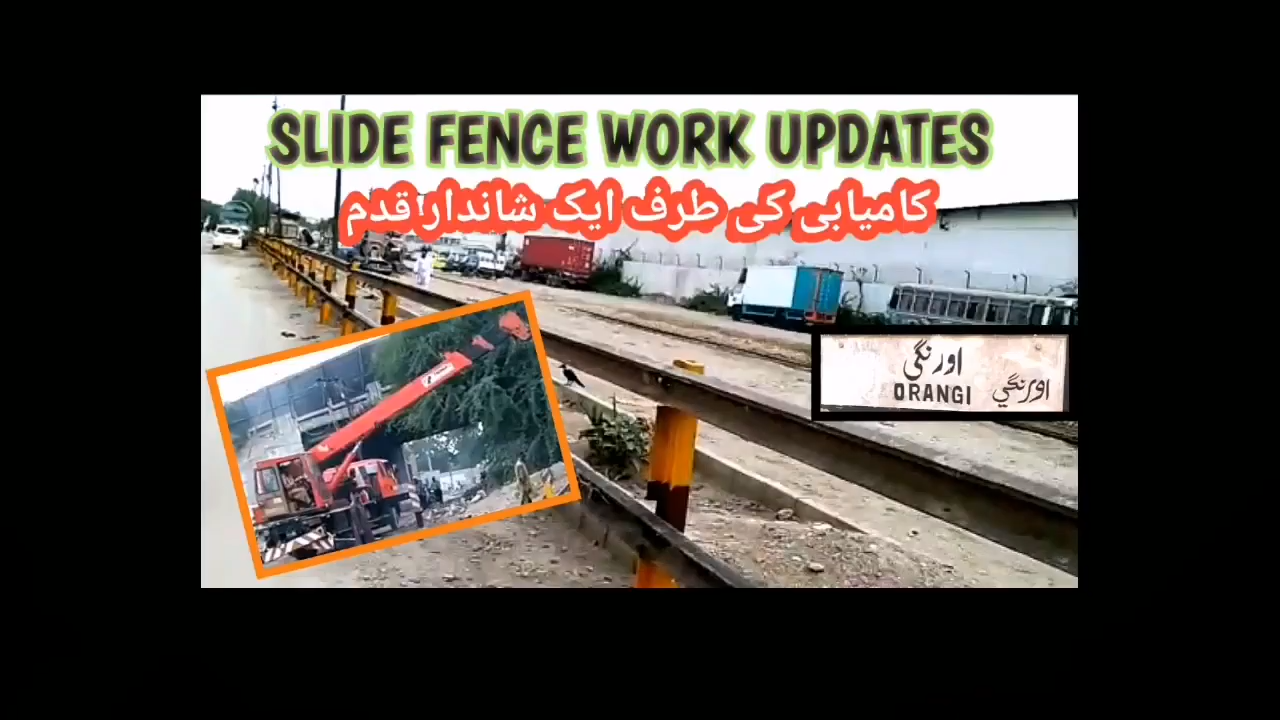 SLIDE FENCE WORK UPDATES
کامیابی کی طرف ایک شاندار قدم
اورنگی
ORANGI
اورنگي